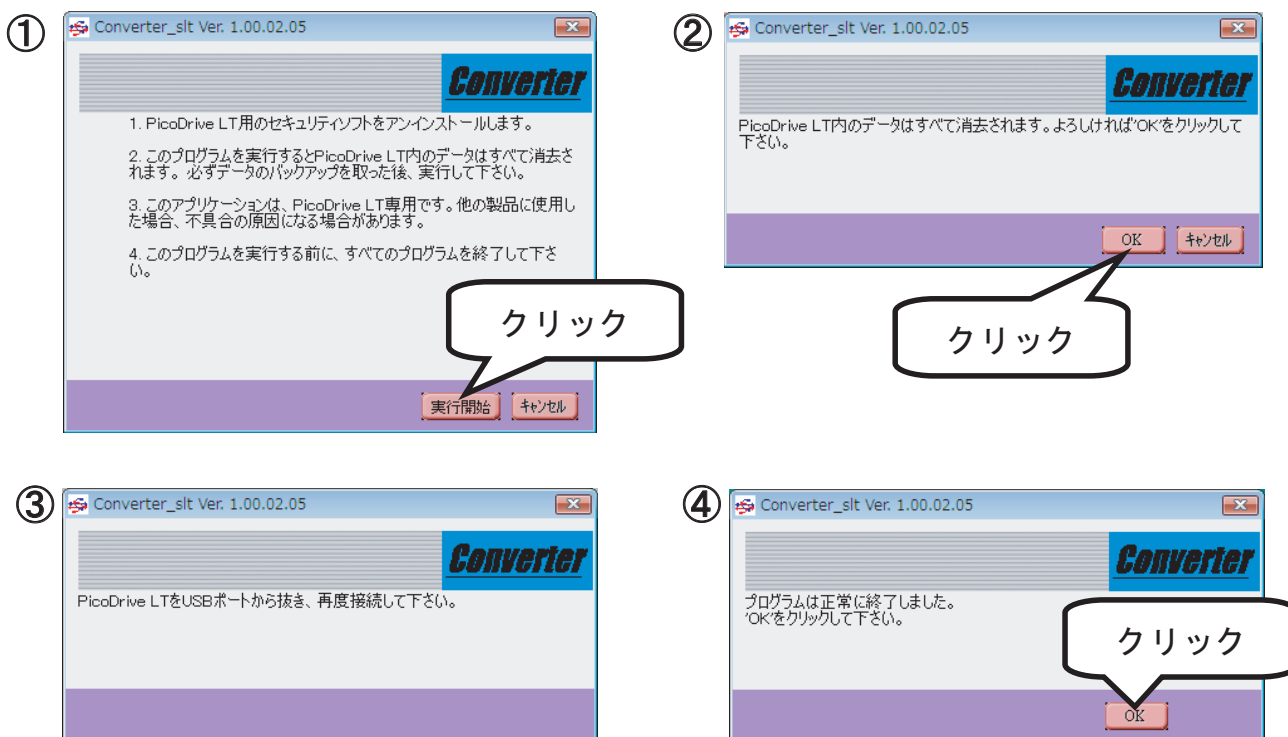 ①
Converter_slt Ver. 1.00.02.05
Converter
1. PicoDrive LT用のセキュリティソフトをアンインストールします。
2. このプログラムを実行するとPicoDrive LT内のデータはすべて消去さ
れます。必ずデータのバックアップを取った後、実行して下さい。
3. このアプリケーションは、PicoDrive LT専用です。他の製品に使用し
た場合、不具合の原因になる場合があります。
4. このプログラムを実行する前に、すべてのプログラムを終了して下さ
い。
クリック
実行開始 キャンセル
②
Converter_slt Ver. 1.00.02.05
Converter
PicoDrive LT内のデータはすべて消去されます。よろしければ'OK'をクリックして
下さい。
OK キャンセル
クリック
③
Converter_slt Ver. 1.00.02.05
Converter
PicoDrive LTをUSBポートから抜き、再度接続して下さい。
④
Converter_slt Ver. 1.00.02.05
Converter
プログラムは正常に終了しました。
'OK'をクリックして下さい。
クリック
OK